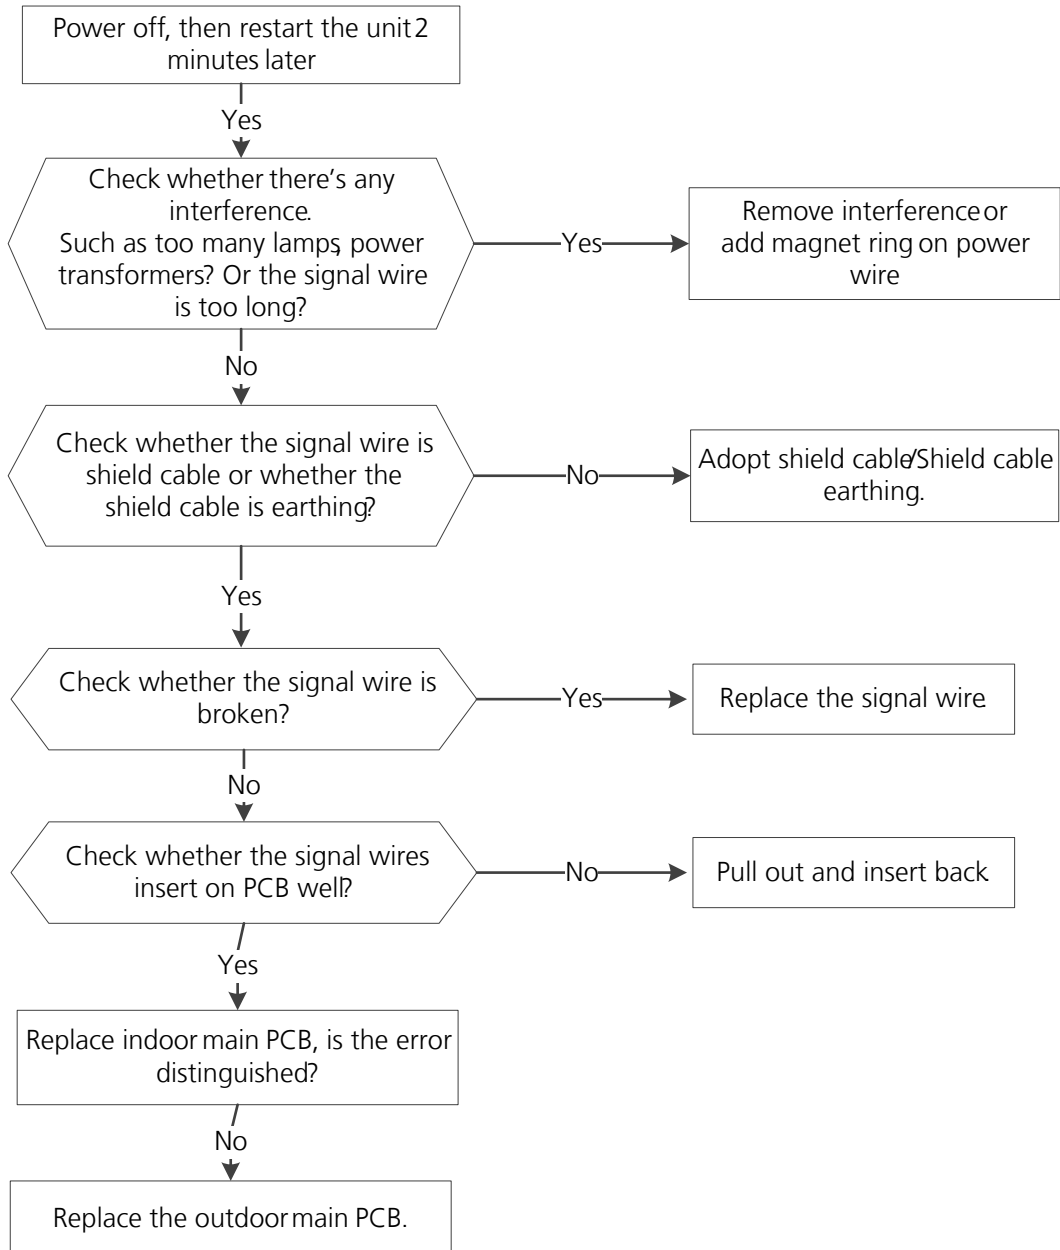 Power off, then restart the unit 2
minutes later
Yes
Check whether there's any
interference.
Such as too many lamps, power
transformers? Or the signal wire
is too long?
Yes
Remove interference or
add magnet ring on power
wire
No
Check whether the signal wire is
shield cable or whether the
shield cable is earthing?
No
Adopt shield cable/Shield cable
earthing.
Yes
Check whether the signal wire is
broken?
Yes
Replace the signal wire.
No
Check whether the signal wires
insert on PCB well?
No
Pull out and insert back.
Yes
Replace indoor main PCB, is the error
distinguished?
No
Replace the outdoor main PCB.